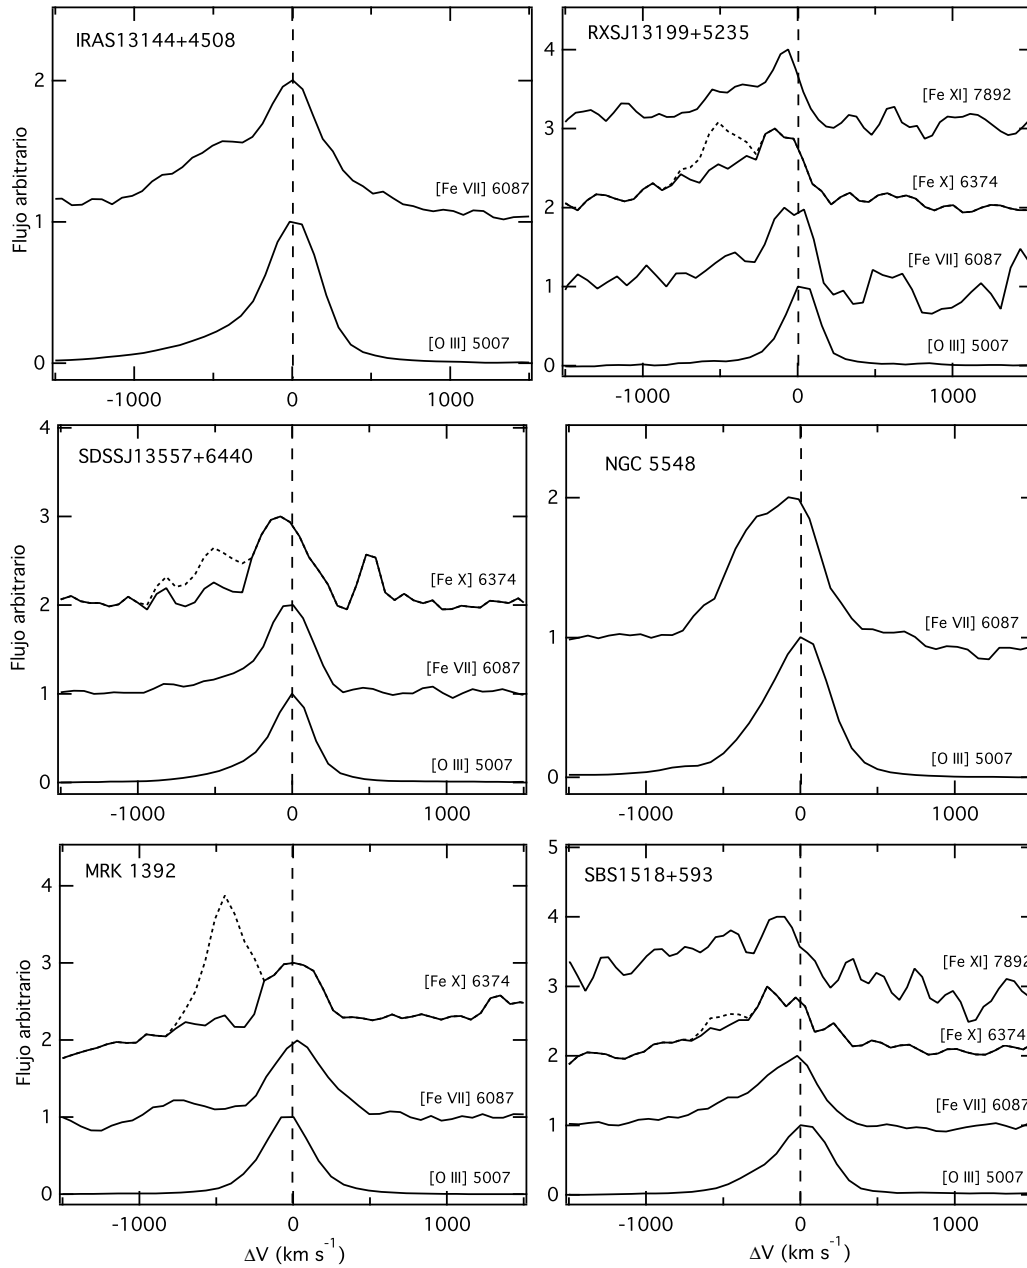 IRAS13144+4508
2
[Fe VII] 6087
Flujo arbitrario
1
[O III] 5007
0
-1000 0 1000
RXSJ13199+5235
4
[Fe XI] 7892
3
[Fe X] 6374
2
[Fe VII] 6087
1
[O III] 5007
0
-1000 0 1000
4
SDSSJ13557+6440
3
[Fe X] 6374
2
Flujo arbitrario
[Fe VII] 6087
1
[O III] 5007
0
-1000 0 1000
NGC 5548
2
[Fe VII] 6087
1
[O III] 5007
0
-1000 0 1000
MRK 1392
4
3
[Fe X] 6374
Flujo arbitrario
2
[Fe VII] 6087
1
[O III] 5007
0
-1000 0 1000
ΔV (km s⁻¹)
5
SBS1518+593
4
[Fe XI] 7892
3
[Fe X] 6374
2
[Fe VII] 6087
1
[O III] 5007
0
-1000 0 1000
ΔV (km s⁻¹)